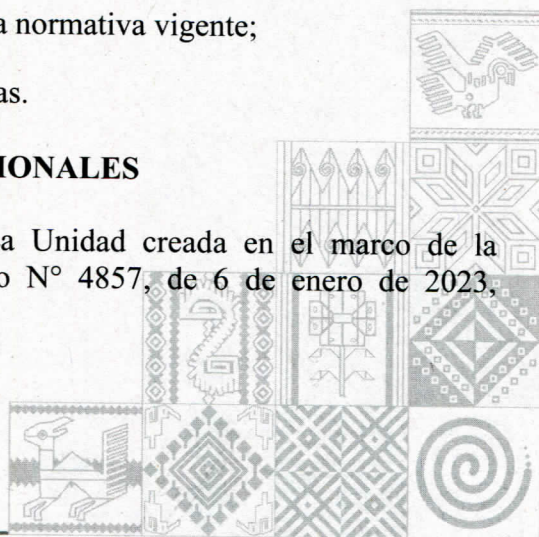 a normativa vigente;
as.
IONALES
a Unidad creada en el marco de la
o N° 4857, de 6 de enero de 2023,